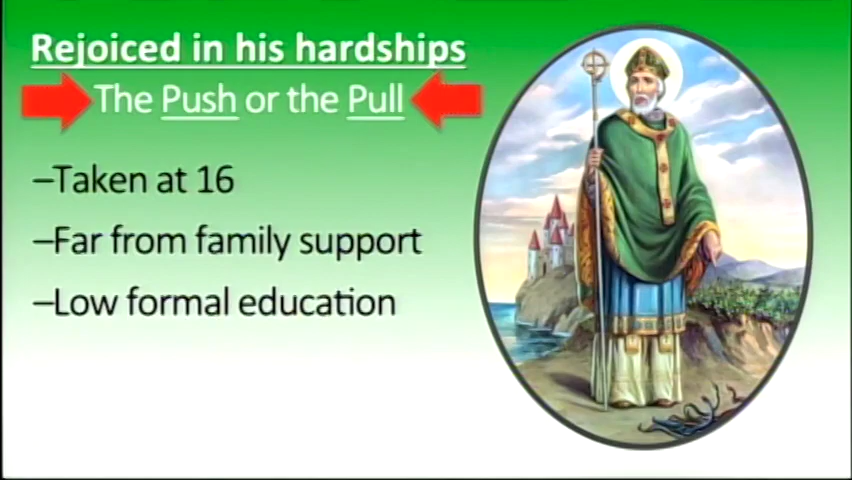 Rejoiced in his hardships
The Push or the Pull
–Taken at 16
–Far from family support
–Low formal education